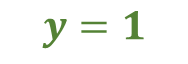 y = 1